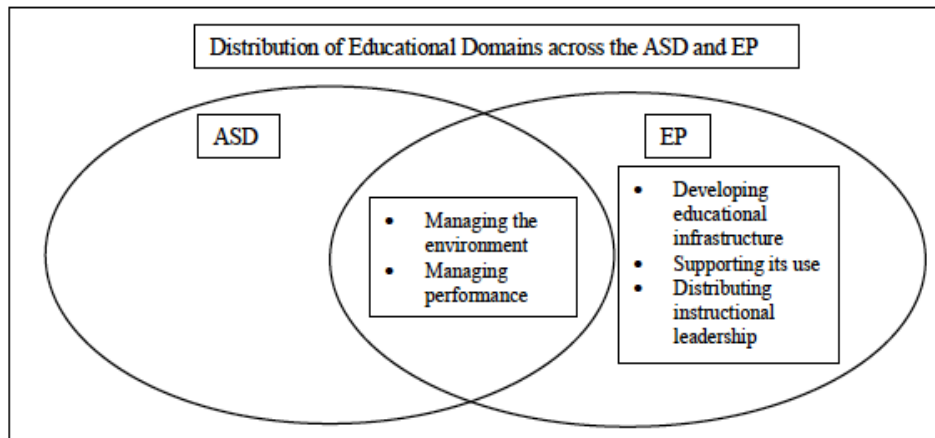 Distribution of Educational Domains across the ASD and EP
ASD
EP
• Managing the
environment
• Managing
performance
• Developing
educational
infrastructure
• Supporting its use
• Distributing
instructional
leadership